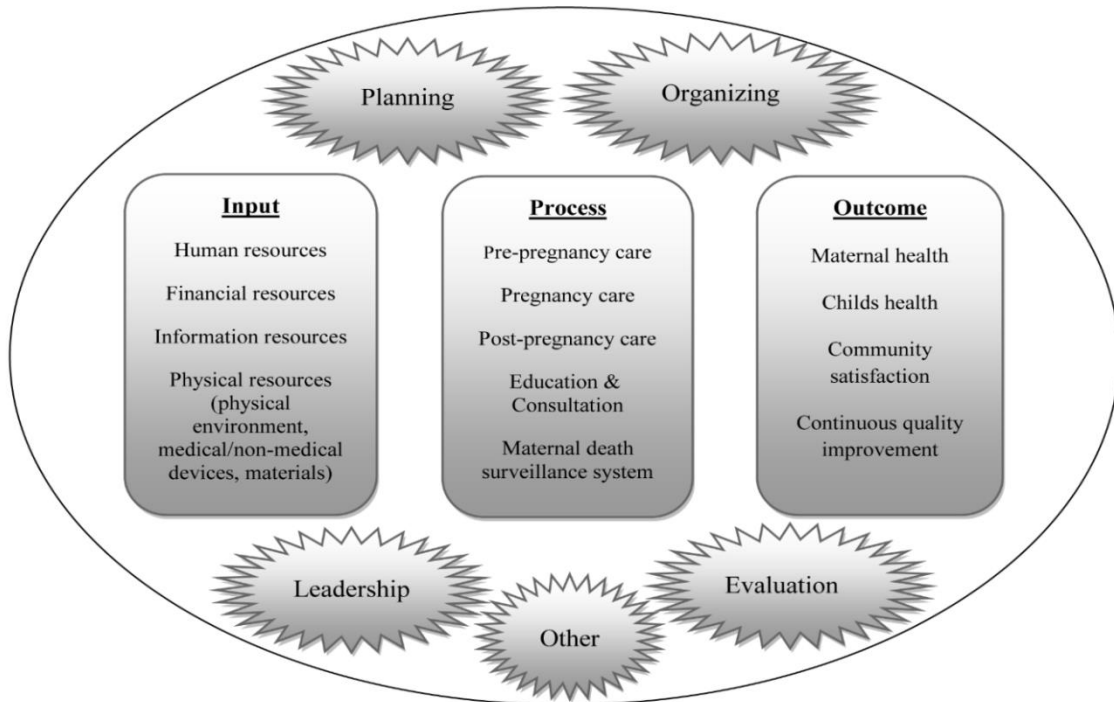 Planning
Organizing
Input
Human resources
Financial resources
Information resources
Physical resources
(physical
environment,
medical/non-medical
devices, materials)
Process
Pre-pregnancy care
Pregnancy care
Post-pregnancy care
Education &
Consultation
Maternal death
surveillance system
Outcome
Maternal health
Childs health
Community
satisfaction
Continuous quality
improvement
Leadership
Other
Evaluation